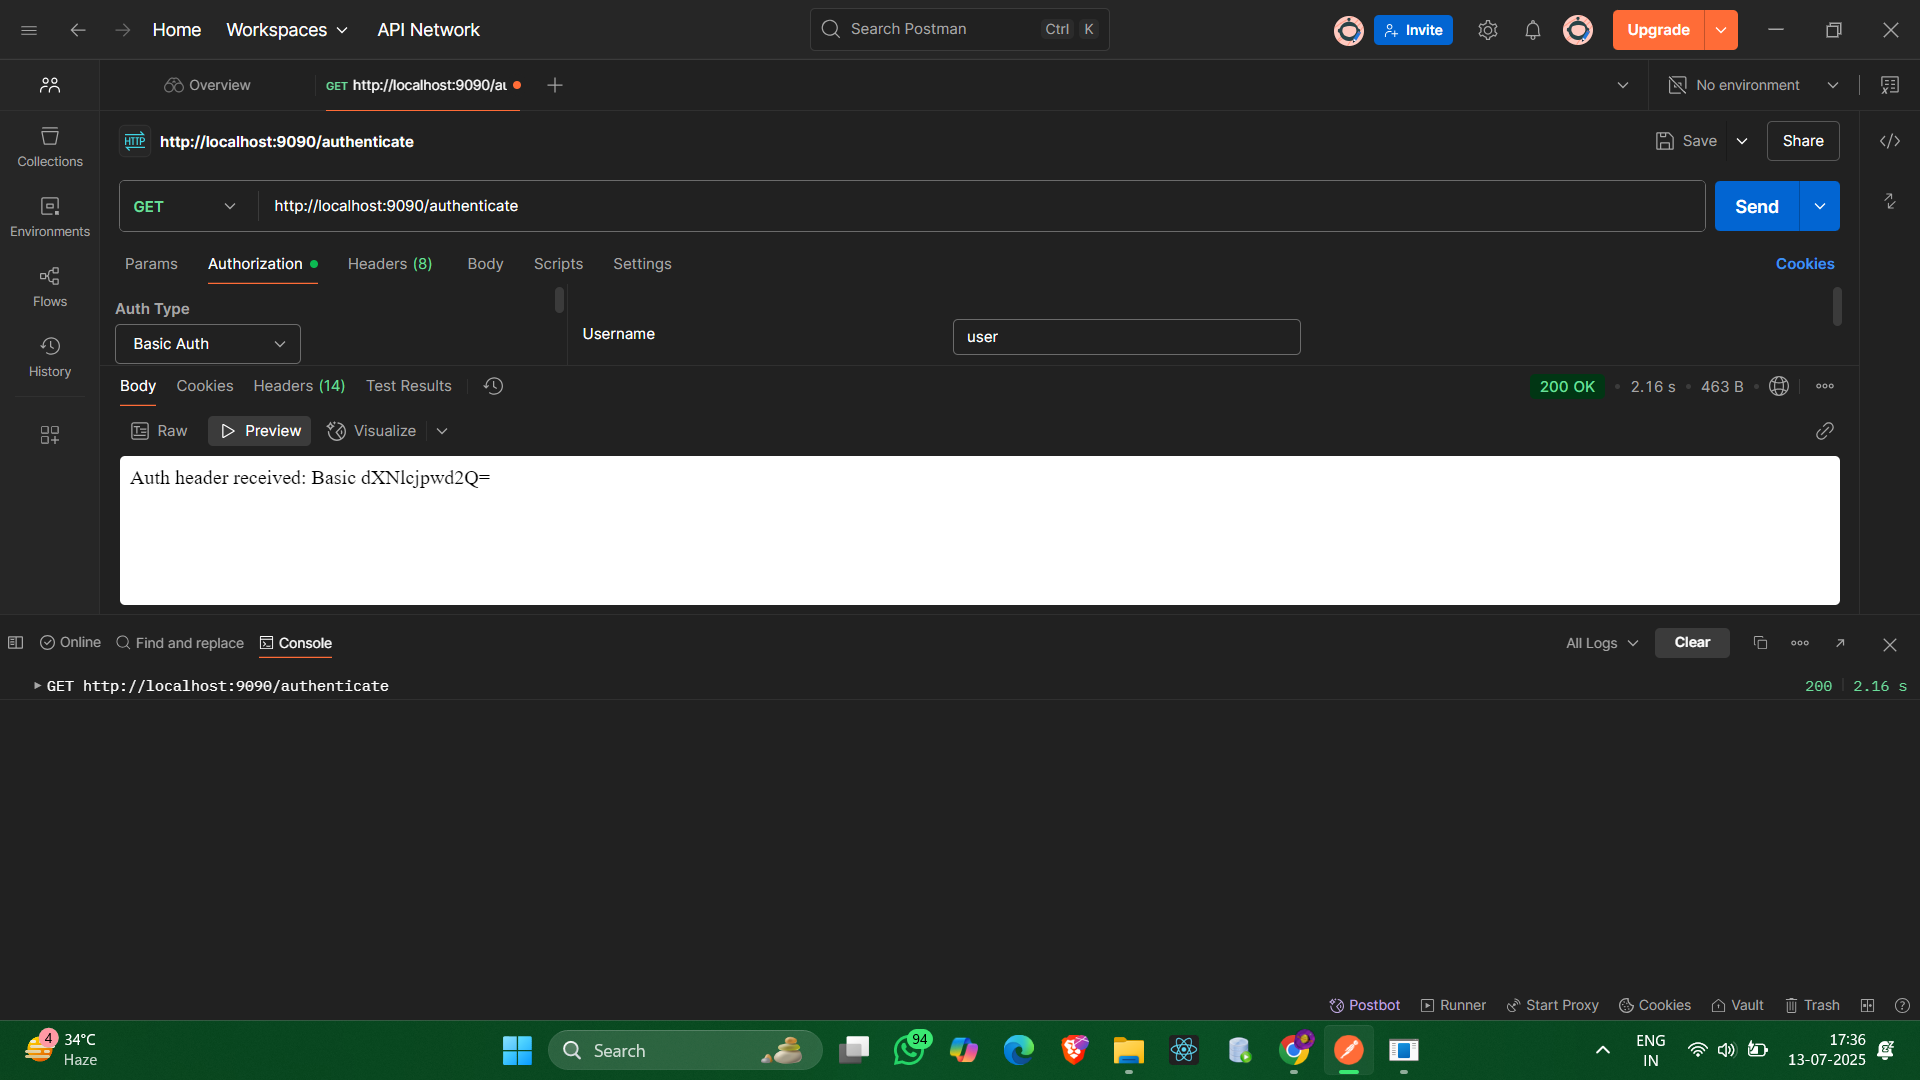 Home Workspaces API Network Search Postman Ctrl K Invite Upgrade
Overview GET http://localhost:9090/au No environment
HTTP http://localhost:9090/authenticate Save Share
Collections
GET http://localhost:9090/authenticate Send
Environments
Params Authorization Headers (8) Body Scripts Settings Cookies
Flows
Auth Type
Username user
Basic Auth
History
Body Cookies Headers (14) Test Results 200 OK 2.16 s 463 B
Raw Preview Visualize
Auth header received: Basic dXNlcjpwd2Q=
Online Find and replace Console All Logs Clear
GET http://localhost:9090/authenticate 200 2.16 s
Postbot Runner Start Proxy Cookies Vault Trash
4 34°C
Haze
Search
94
ENG
IN
17:36
13-07-2025